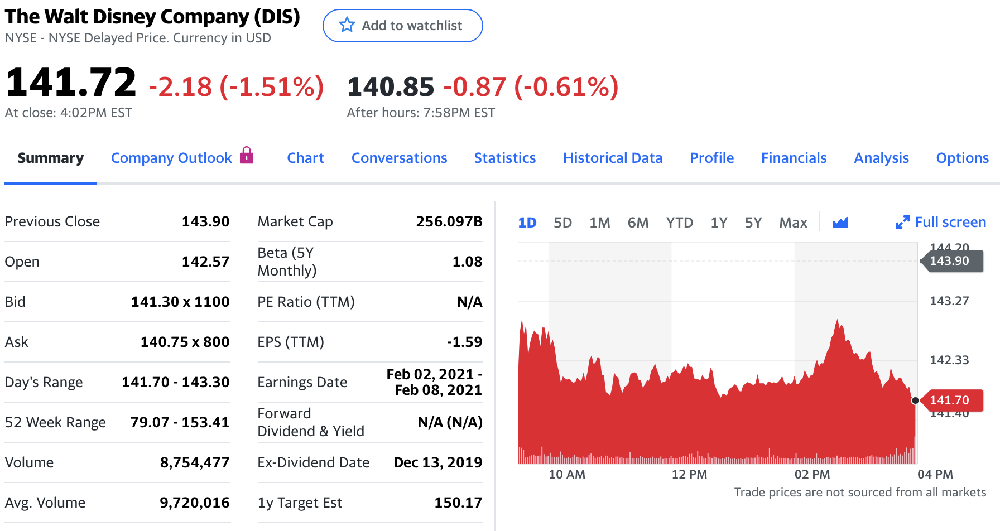 The Walt Disney Company (DIS)
Add to watchlist
NYSE - NYSE Delayed Price. Currency in USD
141.72 -2.18 (-1.51%) 140.85 -0.87 (-0.61%)
At close: 4:02PM EST After hours: 7:58PM EST
Summary Company Outlook Chart Conversations Statistics Historical Data Profile Financials Analysis Options
Previous Close 143.90
Open 142.57
Bid 141.30 x 1100
Ask 140.75 x 800
Day's Range 141.70 - 143.30
52 Week Range 79.07 - 153.41
Volume 8,754,477
Avg. Volume 9,720,016
Market Cap 256.097B
Beta (5Y
Monthly) 1.08
PE Ratio (TTM) N/A
EPS (TTM) -1.59
Earnings Date Feb 02, 2021 -
Feb 08, 2021
Forward
Dividend & Yield N/A (N/A)
Ex-Dividend Date Dec 13, 2019
1y Target Est 150.17
1D 5D 1M 6M YTD 1Y 5Y Max Full screen
144.20
143.90
143.27
142.33
141.70
141.40
10 AM 12 PM 02 PM 04 PM
Trade prices are not sourced from all markets